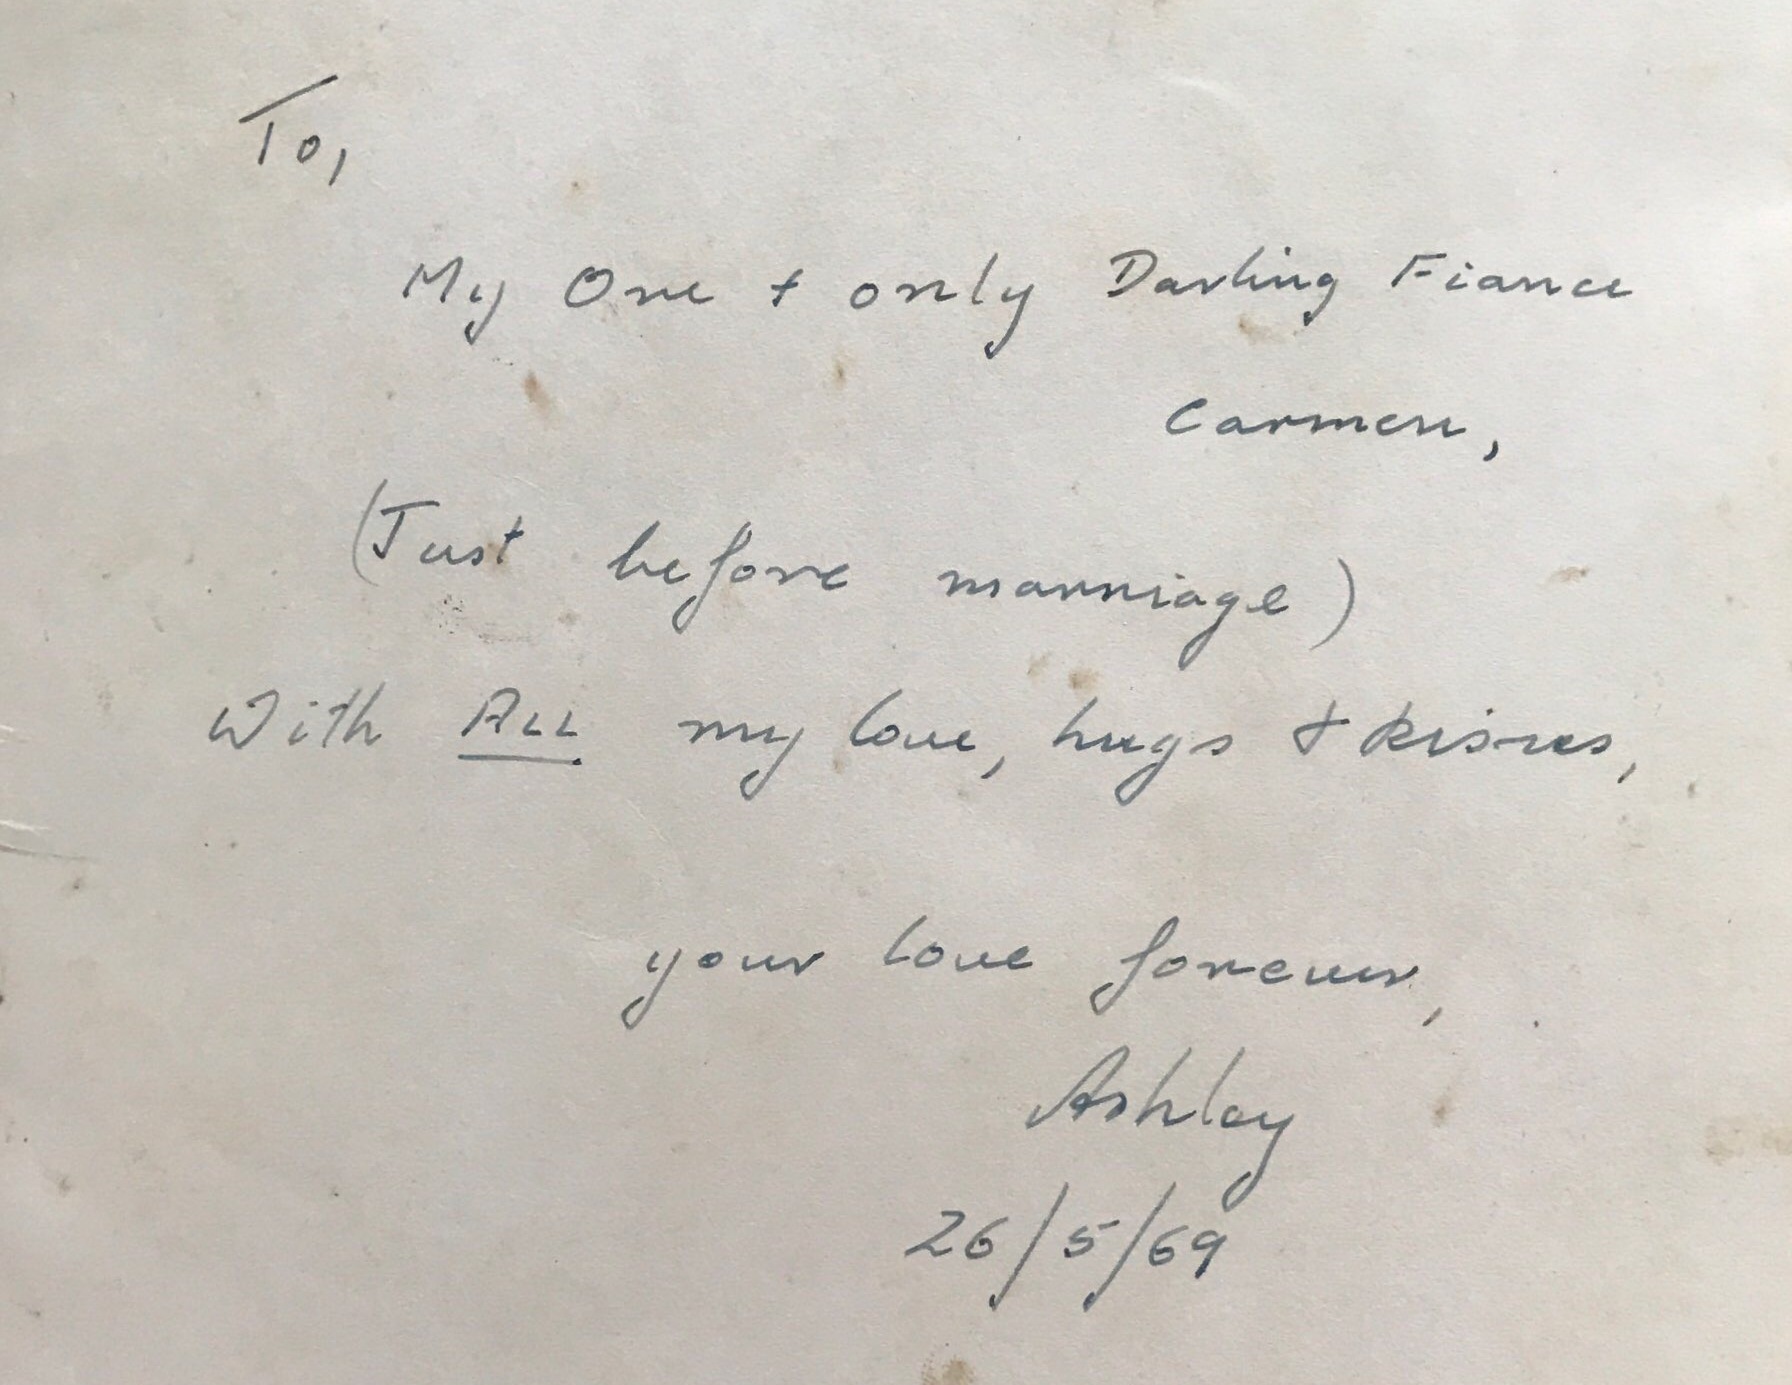 To,
My One + only Darling Fiance
Carmen,
(Just before marriage)
With ALL my love, hugs + kisses,
your love forever,
Ashley
26/5/69